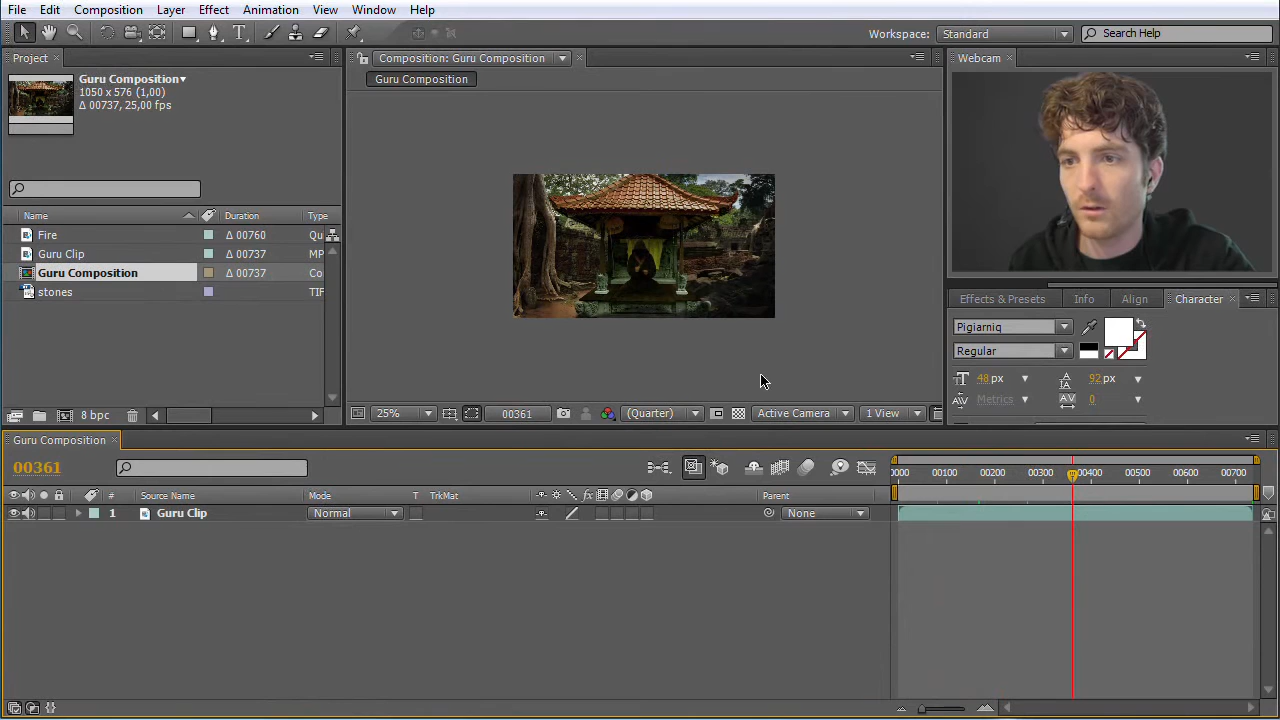 File Edit Composition Layer Effect Animation View Window Help
Workspace: Standard Search Help
Project
Guru Composition
1050 x 576 (1,00)
Δ 00737, 25,00 fps
Name Duration Type
Fire Δ 00760 Qu
Guru Clip Δ 00737 MP
Guru Composition Δ 00737 Co
stones TIF
8 bpc
Composition: Guru Composition
Guru Composition
25% 00361 (Quarter) Active Camera 1 View
Webcam
Effects & Presets Info Align Character
Pigiarniq
Regular
48 px 92 px
Metrics 0
Guru Composition
00361
0000 00100 00200 00300 00400 00500 00600 00700
# Source Name Mode T TrkMat fx Parent
1 Guru Clip Normal None